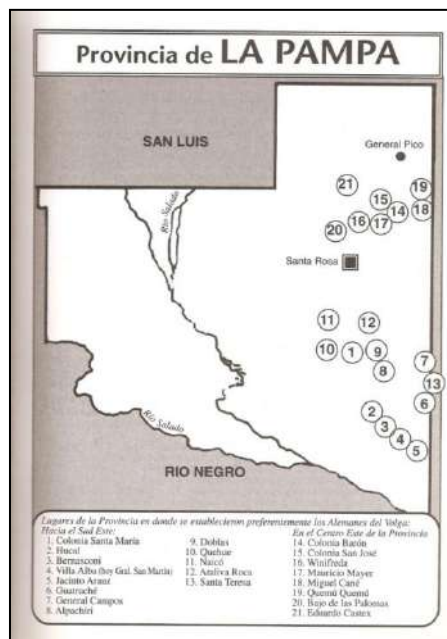 Provincia de LA PAMPA
SAN LUIS
General Pico
21
19
15
14
18
16
17
20
Río Salado
Santa Rosa
11
12
10
1
9
7
8
13
6
2
3
4
5
Río Salado
RIO NEGRO
Lugares de la Provincia en donde se establecieron preferentemente los Alemanes del Volga:
Hacia el Sud Este:
1. Colonia Santa María
2. Hucal
3. Bernasconi
4. Villa Alba (hoy Gral. San Martín)
5. Jacinto Arauz
6. Guatraché
7. General Campos
8. Alpachiri
9. Doblas
10. Quehue
11. Naicó
12. Ataliva Roca
13. Santa Teresa
En el Centro Este de la Provincia
14. Colonia Barón
15. Colonia San José
16. Winifreda
17. Mauricio Mayer
18. Miguel Cané
19. Quemú Quemú
20. Bajo de las Palomas
21. Eduardo Castex